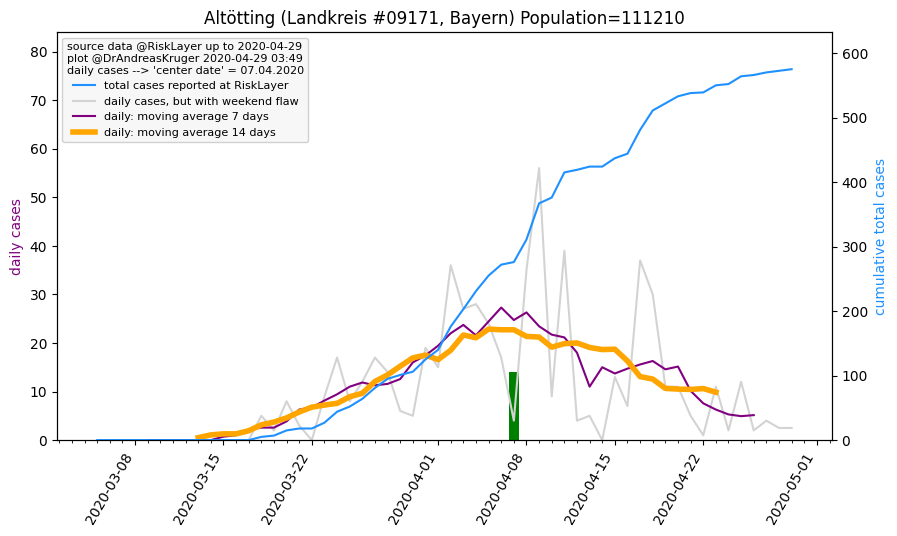 Altötting (Landkreis #09171, Bayern) Population=111210
source data @RiskLayer up to 2020-04-29
plot @DrAndreasKruger 2020-04-29 03:49
daily cases --> 'center date' = 07.04.2020
total cases reported at RiskLayer
daily cases, but with weekend flaw
daily: moving average 7 days
daily: moving average 14 days
daily cases
80
70
60
50
40
30
20
10
0
cumulative total cases
600
500
400
300
200
100
0
2020-03-08
2020-03-15
2020-03-22
2020-04-01
2020-04-08
2020-04-15
2020-04-22
2020-05-01